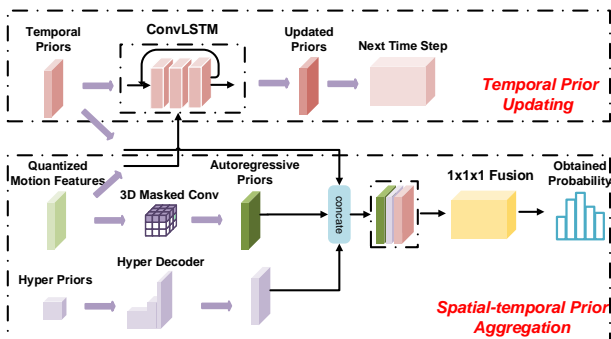 Temporal
Priors
ConvLSTM
Updated
Priors
Next Time Step
Temporal Prior
Updating
Quantized
Motion Features
3D Masked Conv
Autoregressive
Priors
concate
1x1x1 Fusion
Obtained
Probability
Hyper Priors
Hyper Decoder
Spatial-temporal Prior
Aggregation